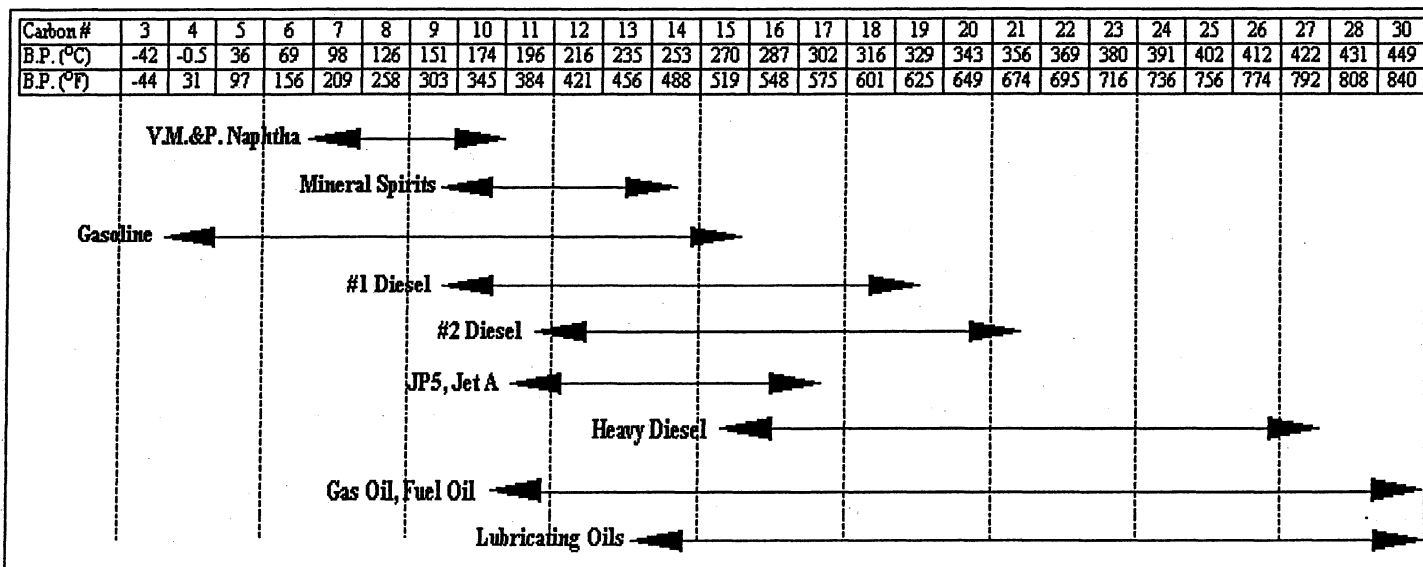 Carbon # 3 4 5 6 7 8 9 10 11 12 13 14 15 16 17 18 19 20 21 22 23 24 25 26 27 28 30
B.P. (°C) -42 -0.5 36 69 98 126 151 174 196 216 235 253 270 287 302 316 329 343 356 369 380 391 402 412 422 431 449
B.P. (°F) -44 31 97 156 209 258 303 345 384 421 456 488 519 548 575 601 625 649 674 695 716 736 756 774 792 808 840
V.M.&P. Naphtha
Mineral Spirits
Gasoline
#1 Diesel
#2 Diesel
JP5, Jet A
Heavy Diesel
Gas Oil, Fuel Oil
Lubricating Oils